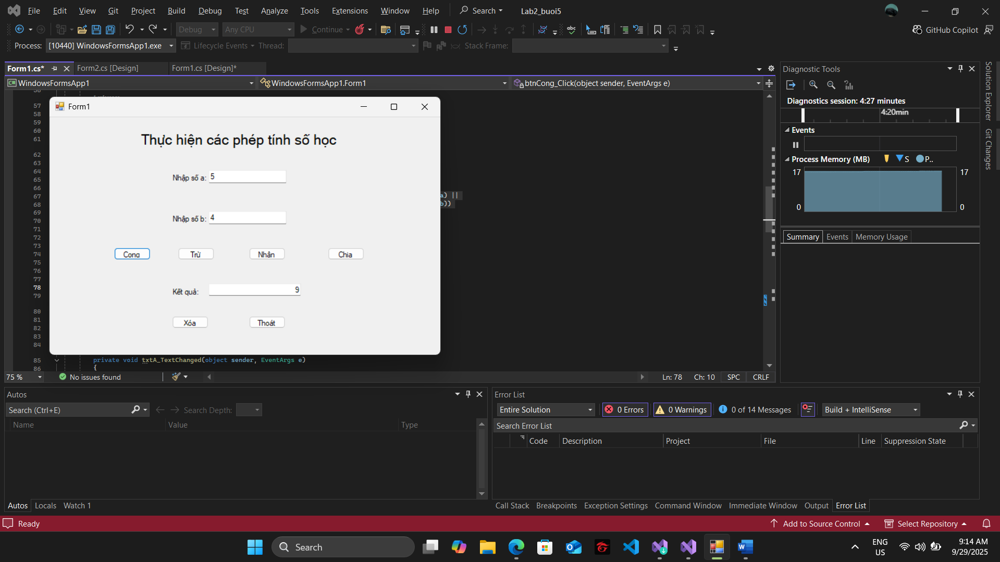 File Edit View Git Project Build Debug Test Analyze Tools Extensions Window Help Search Lab2_buoi5
Debug Any CPU Continue abc GitHub Copilot
Process: [10440] WindowsFormsApp1.exe Lifecycle Events Thread: Stack Frame:
Form1.cs* Form2.cs [Design] Form1.cs [Design]*
WindowsFormsApp1 WindowsFormsApp1.Form1 btnCong_Click(object sender, EventArgs e)
57
58
59
60
61
62
63
64
65
66
67 a) ||
68 b))
69
70
71
72
73
74
75
76
77
78
79
80
81
82
83
84
85 private void txtA_TextChanged(object sender, EventArgs e)
86 {
Form1
Thực hiện các phép tính số học
Nhập số a: 5
Nhập số b: 4
Cong Trừ Nhân Chia
Kết quả: 9
Xóa Thoát
75 % No issues found Ln: 78 Ch: 10 SPC CRLF
Diagnostic Tools
Diagnostics session: 4:27 minutes
4:20min
Events
Process Memory (MB) S P..
17 17
0 0
Summary Events Memory Usage
Solution Explorer
Git Changes
Autos
Search (Ctrl+E) Search Depth:
Name Value Type
Autos Locals Watch 1
Error List
Entire Solution 0 Errors 0 Warnings 0 of 14 Messages Build + IntelliSense
Search Error List
Code Description Project File Line Suppression State
Call Stack Breakpoints Exception Settings Command Window Immediate Window Output Error List
Ready Add to Source Control Select Repository
Search ENG 9:14 AM
US 9/29/2025